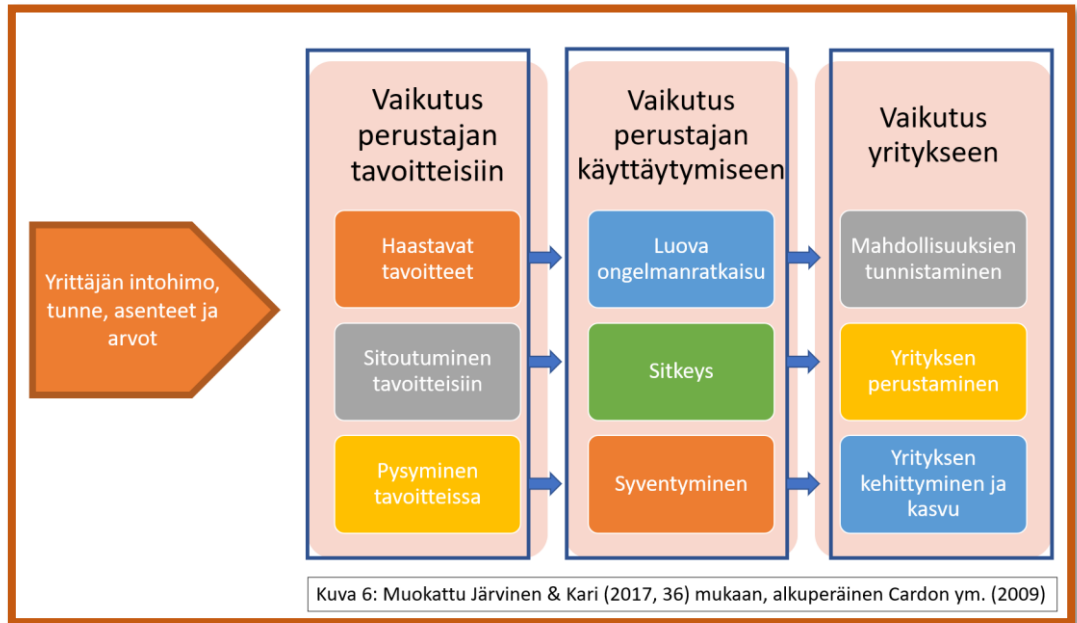 Yrittäjän intohimo,
tunne, asenteet ja
arvot
Vaikutus
perustajan
tavoitteisiin
Haastavat
tavoitteet
Sitoutuminen
tavoitteisiin
Pysyminen
tavoitteissa
Vaikutus
perustajan
käyttäytymiseen
Luova
ongelmanratkaisu
Sitkeys
Syventyminen
Vaikutus
yritykseen
Mahdollisuuksien
tunnistaminen
Yrityksen
perustaminen
Yrityksen
kehittyminen ja
kasvu
Kuva 6: Muokattu Järvinen & Kari (2017, 36) mukaan, alkuperäinen Cardon ym. (2009)